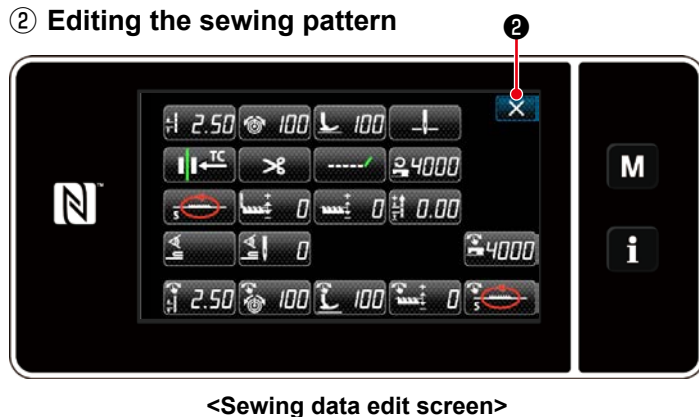 ② Editing the sewing pattern
❷
2.50 100 100
TC 4000
S 0 0 0.00
0 4000
2.50 100 100 0 S
M
i
<Sewing data edit screen>